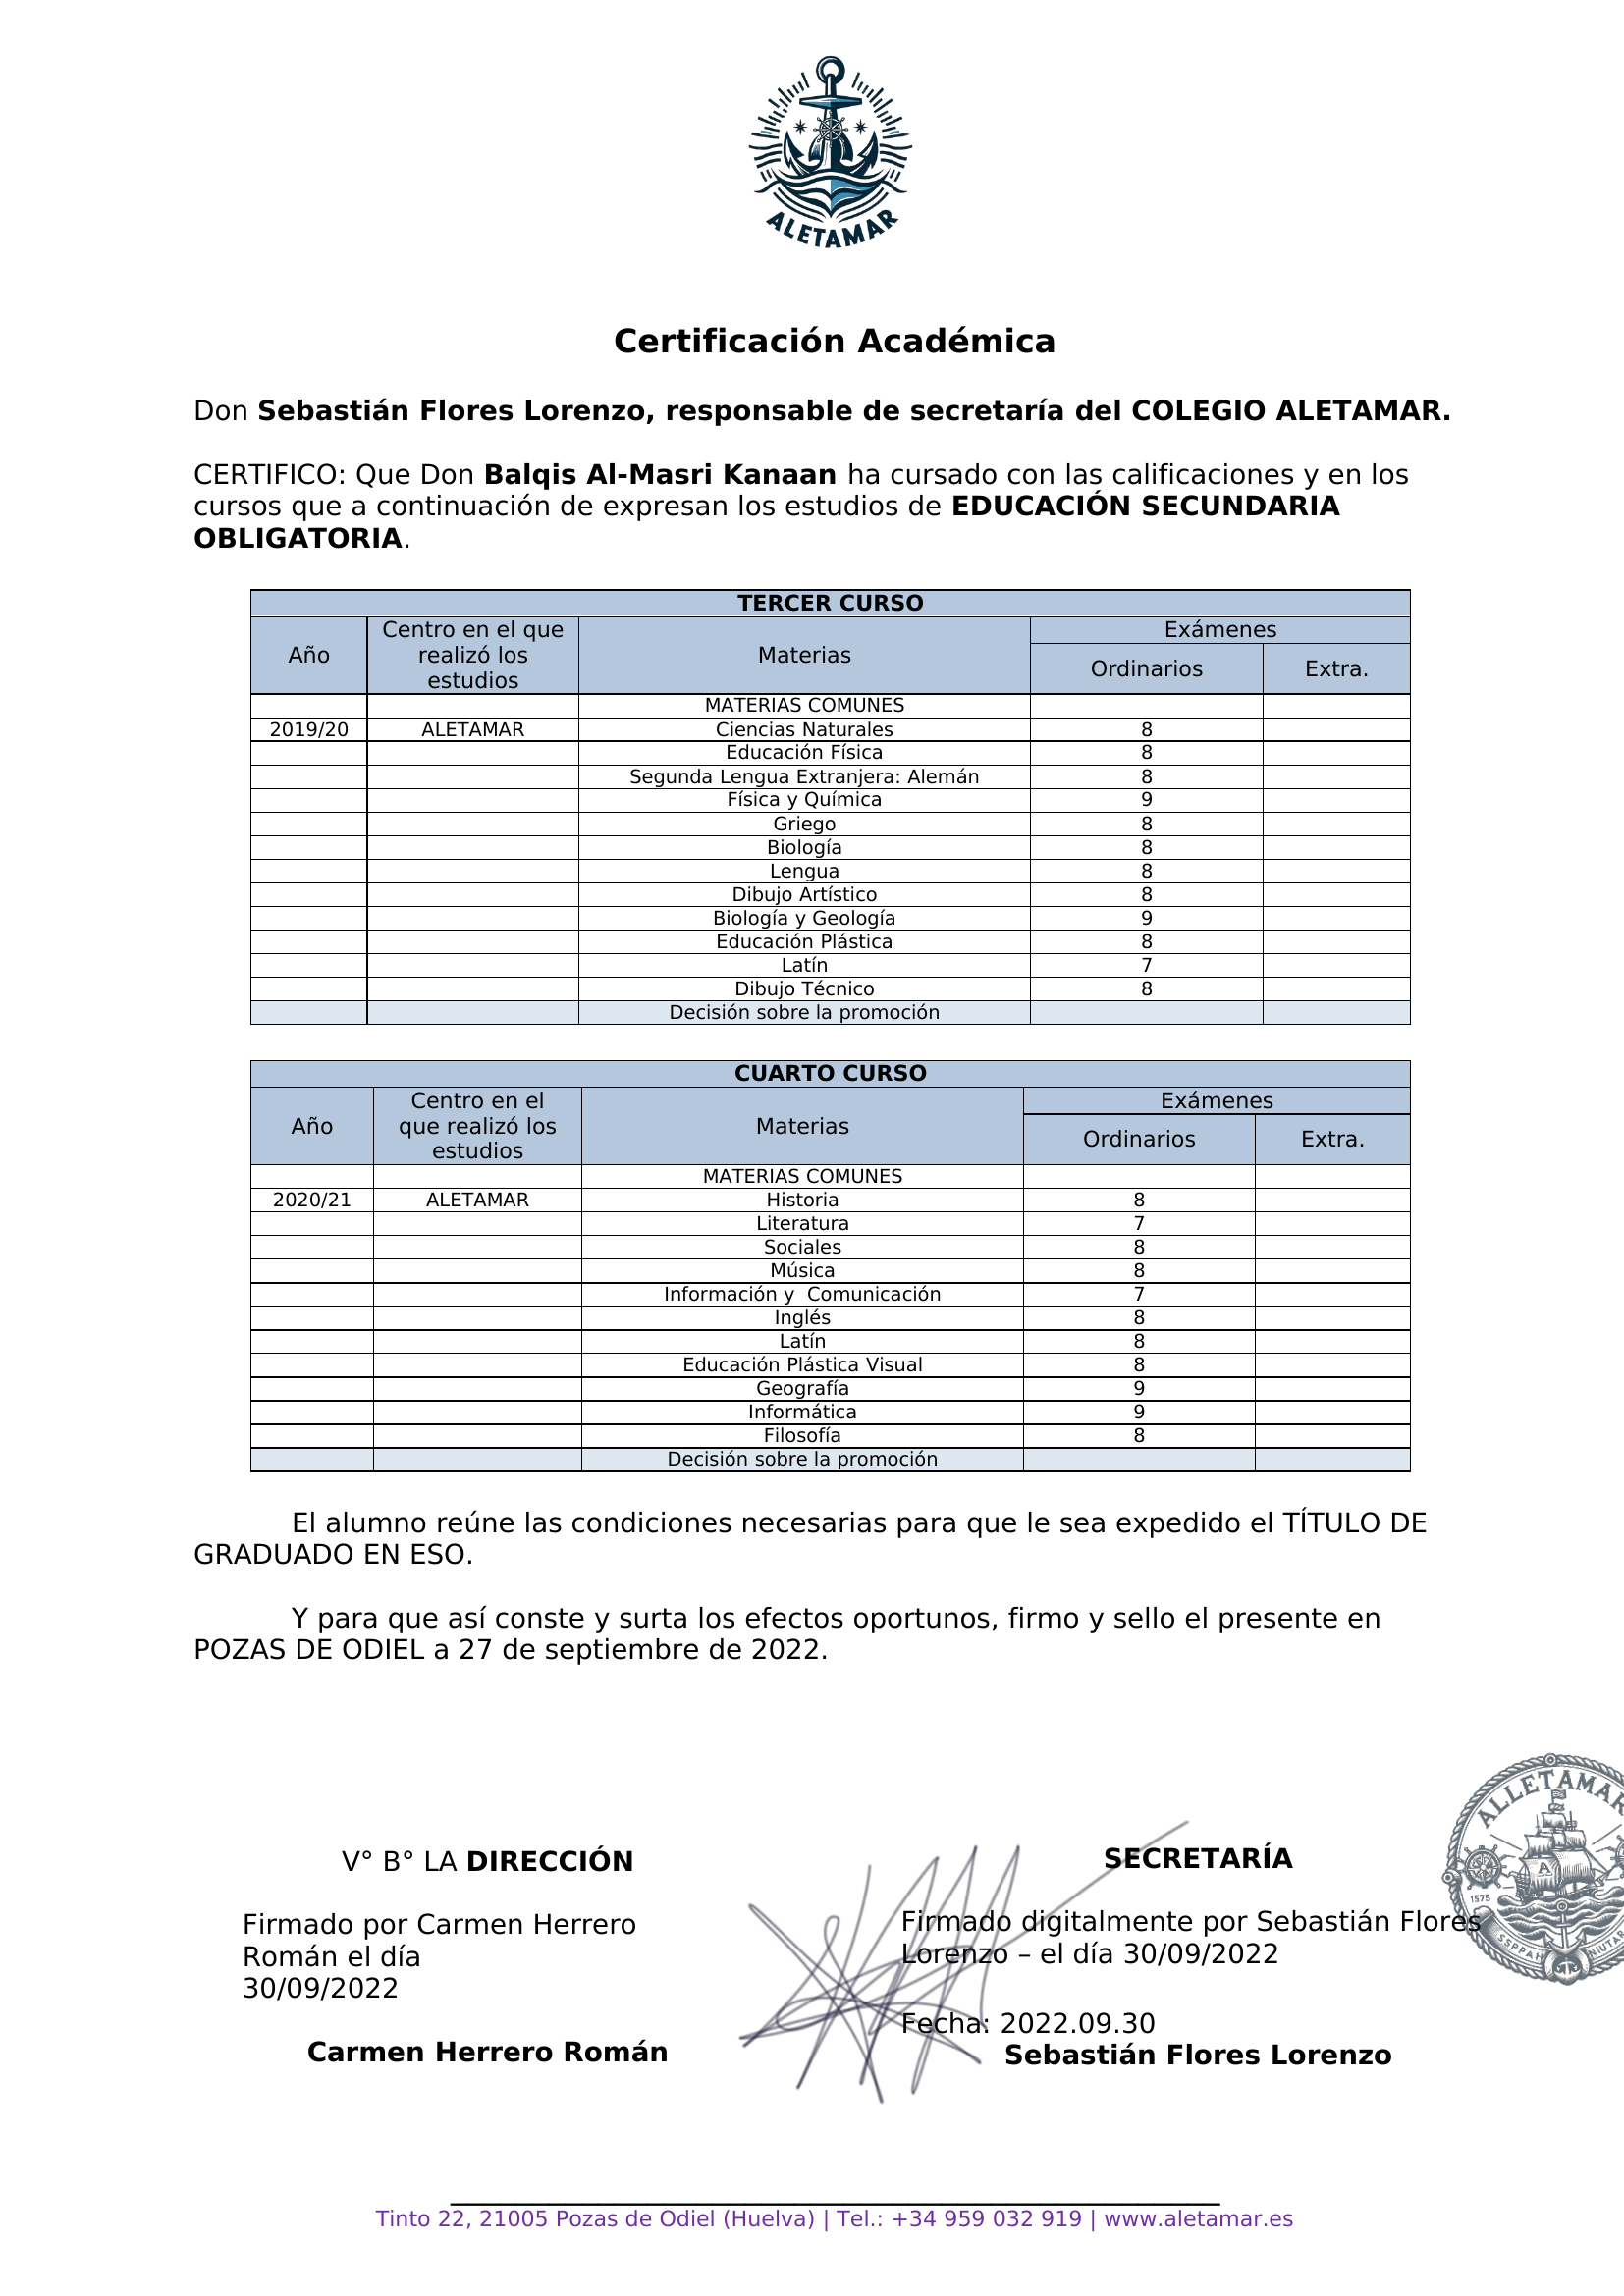 ALETAMAR
Certificación Académica
Don Sebastián Flores Lorenzo, responsable de secretaría del COLEGIO ALETAMAR.
CERTIFICO: Que Don Balqis Al-Masri Kanaan ha cursado con las calificaciones y en los
cursos que a continuación de expresan los estudios de EDUCACIÓN SECUNDARIA
OBLIGATORIA.
TERCER CURSO
Año Centro en el que realizó los estudios Materias Exámenes
Ordinarios Extra.
MATERIAS COMUNES
2019/20 ALETAMAR Ciencias Naturales 8
Educación Física 8
Segunda Lengua Extranjera: Alemán 8
Física y Química 9
Griego 8
Biología 8
Lengua 8
Dibujo Artístico 8
Biología y Geología 9
Educación Plástica 8
Latín 7
Dibujo Técnico 8
Decisión sobre la promoción
CUARTO CURSO
Año Centro en el que realizó los estudios Materias Exámenes
Ordinarios Extra.
MATERIAS COMUNES
2020/21 ALETAMAR Historia 8
Literatura 7
Sociales 8
Música 8
Información y  Comunicación 7
Inglés 8
Latín 8
Educación Plástica Visual 8
Geografía 9
Informática 9
Filosofía 8
Decisión sobre la promoción
El alumno reúne las condiciones necesarias para que le sea expedido el TÍTULO DE
GRADUADO EN ESO.
Y para que así conste y surta los efectos oportunos, firmo y sello el presente en
POZAS DE ODIEL a 27 de septiembre de 2022.
V° B° LA DIRECCIÓN
Firmado por Carmen Herrero
Román el día
30/09/2022
Carmen Herrero Román
SECRETARÍA
Firmado digitalmente por Sebastián Flores
Lorenzo – el día 30/09/2022
Fecha: 2022.09.30
Sebastián Flores Lorenzo
ALLETAMAR
A
1575
Tinto 22, 21005 Pozas de Odiel (Huelva) | Tel.: +34 959 032 919 | www.aletamar.es